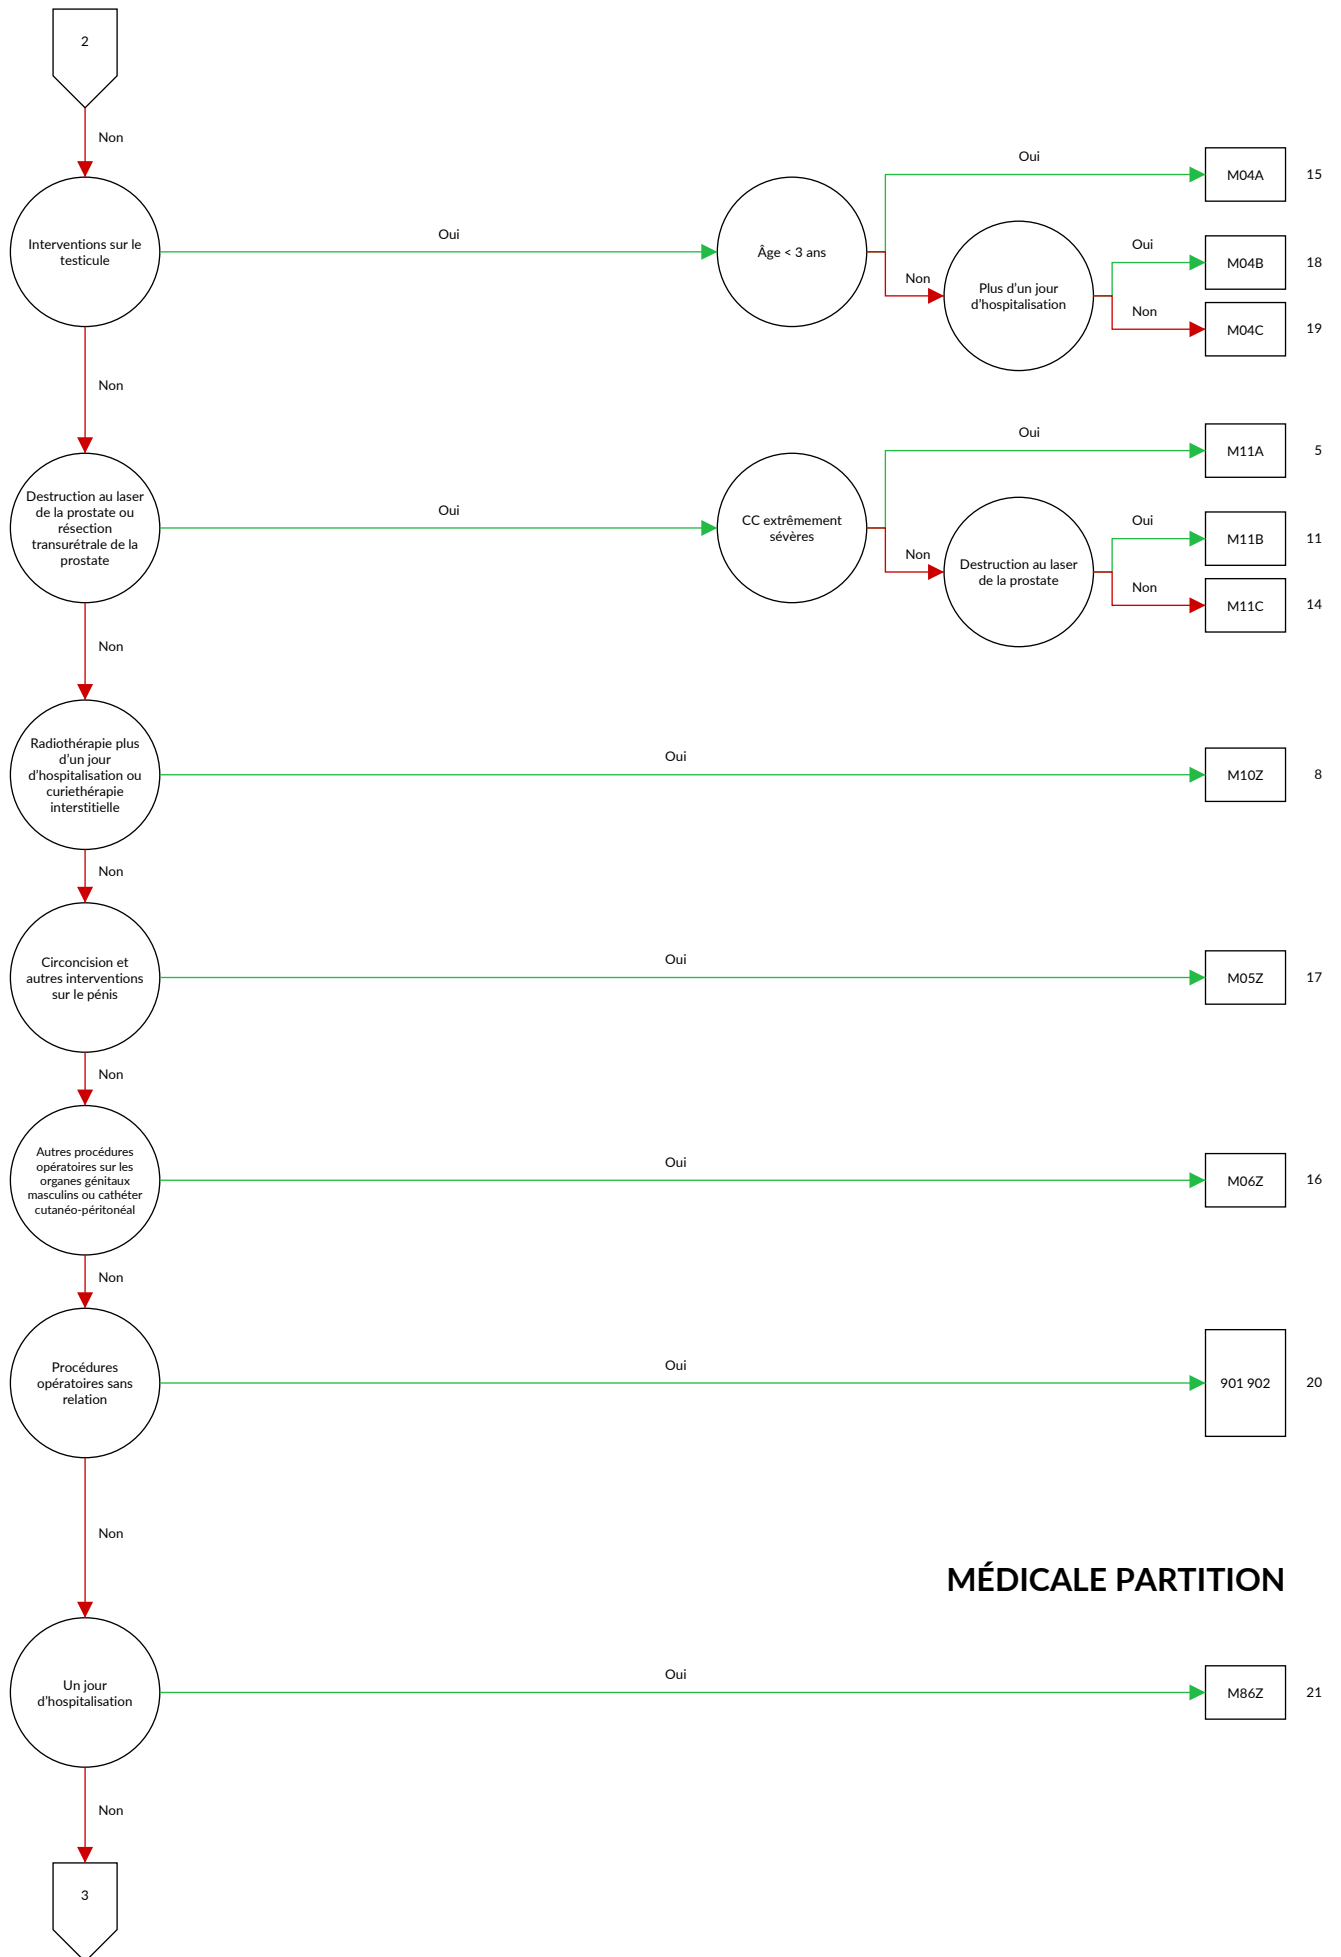 2
Non
Oui
M04A
15
Interventions sur le
testicule
Oui
Âge < 3 ans
Non
Plus d'un jour
d'hospitalisation
Oui
M04B
18
Non
M04C
19
Non
Oui
M11A
5
Destruction au laser
de la prostate ou
résection
transurétrale de la
prostate
Oui
CC extrêmement
sévères
Non
Destruction au laser
de la prostate
Oui
M11B
11
Non
M11C
14
Non
Radiothérapie plus
d'un jour
d'hospitalisation ou
curiethérapie
interstitielle
Oui
M10Z
8
Non
Circoncision et
autres interventions
sur le pénis
Oui
M05Z
17
Non
Autres procédures
opératoires sur les
organes génitaux
masculins ou cathéter
cutanéo-péritonéal
Oui
M06Z
16
Non
Procédures
opératoires sans
relation
Oui
901 902
20
Non
MÉDICALE PARTITION
Un jour
d'hospitalisation
Oui
M86Z
21
Non
3